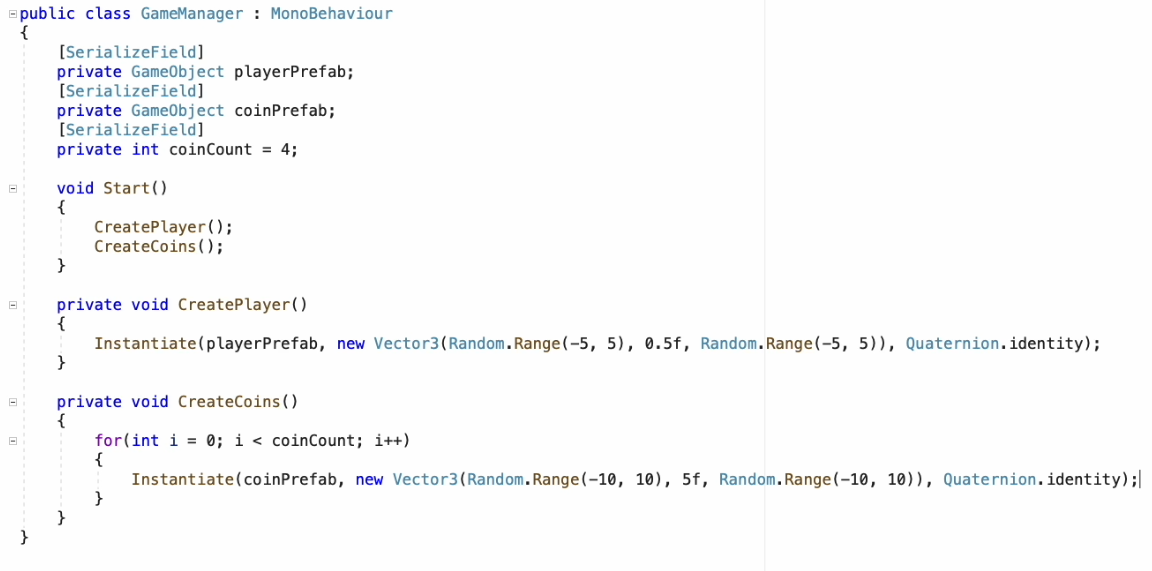 public class GameManager : MonoBehaviour
{
    [SerializeField]
    private GameObject playerPrefab;
    [SerializeField]
    private GameObject coinPrefab;
    [SerializeField]
    private int coinCount = 4;

    void Start()
    {
        CreatePlayer();
        CreateCoins();
    }

    private void CreatePlayer()
    {
        Instantiate(playerPrefab, new Vector3(Random.Range(-5, 5), 0.5f, Random.Range(-5, 5)), Quaternion.identity);
    }

    private void CreateCoins()
    {
        for(int i = 0; i < coinCount; i++)
        {
            Instantiate(coinPrefab, new Vector3(Random.Range(-10, 10), 5f, Random.Range(-10, 10)), Quaternion.identity);
        }
    }
}